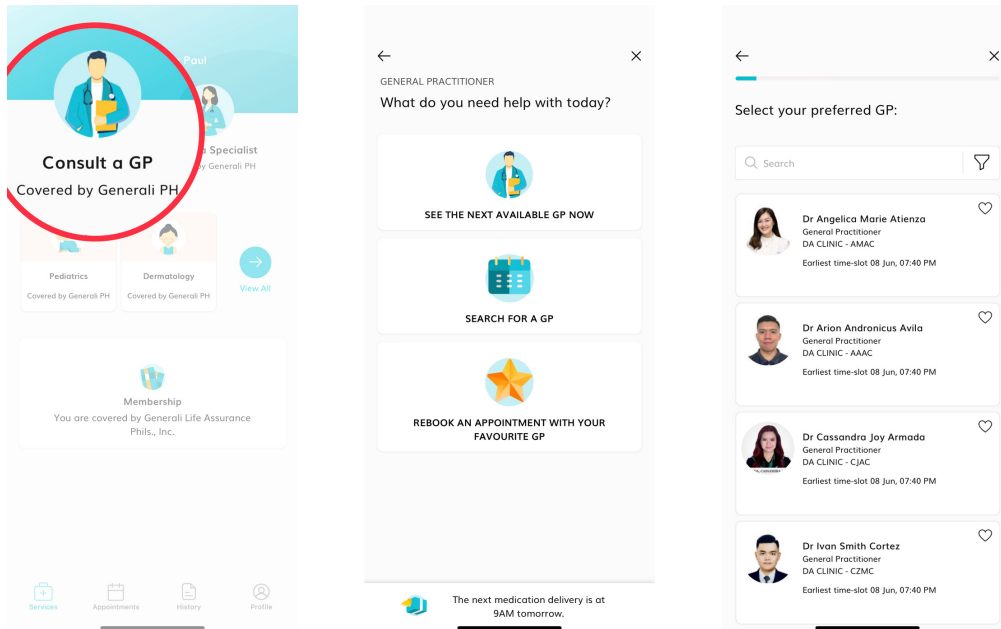 Paul
Consult a GP
Covered by Generali PH
a Specialist
by Generali PH
Pediatrics
Covered by Generali PH
Dermatology
Covered by Generali PH
View All
Membership
You are covered by Generali Life Assurance
Phils., Inc.
Services
Appointments
History
Profile
GENERAL PRACTITIONER
What do you need help with today?
SEE THE NEXT AVAILABLE GP NOW
SEARCH FOR A GP
REBOOK AN APPOINTMENT WITH YOUR
FAVOURITE GP
The next medication delivery is at
9AM tomorrow.
Select your preferred GP:
Search
Dr Angelica Marie Atienza
General Practitioner
DA CLINIC - AMAC
Earliest time-slot 08 Jun, 07:40 PM
Dr Arion Andronicus Avila
General Practitioner
DA CLINIC - AAAC
Earliest time-slot 08 Jun, 07:40 PM
Dr Cassandra Joy Armada
General Practitioner
DA CLINIC - CJAC
Earliest time-slot 08 Jun, 07:40 PM
Dr Ivan Smith Cortez
General Practitioner
DA CLINIC - CZMC
Earliest time-slot 08 Jun, 07:40 PM